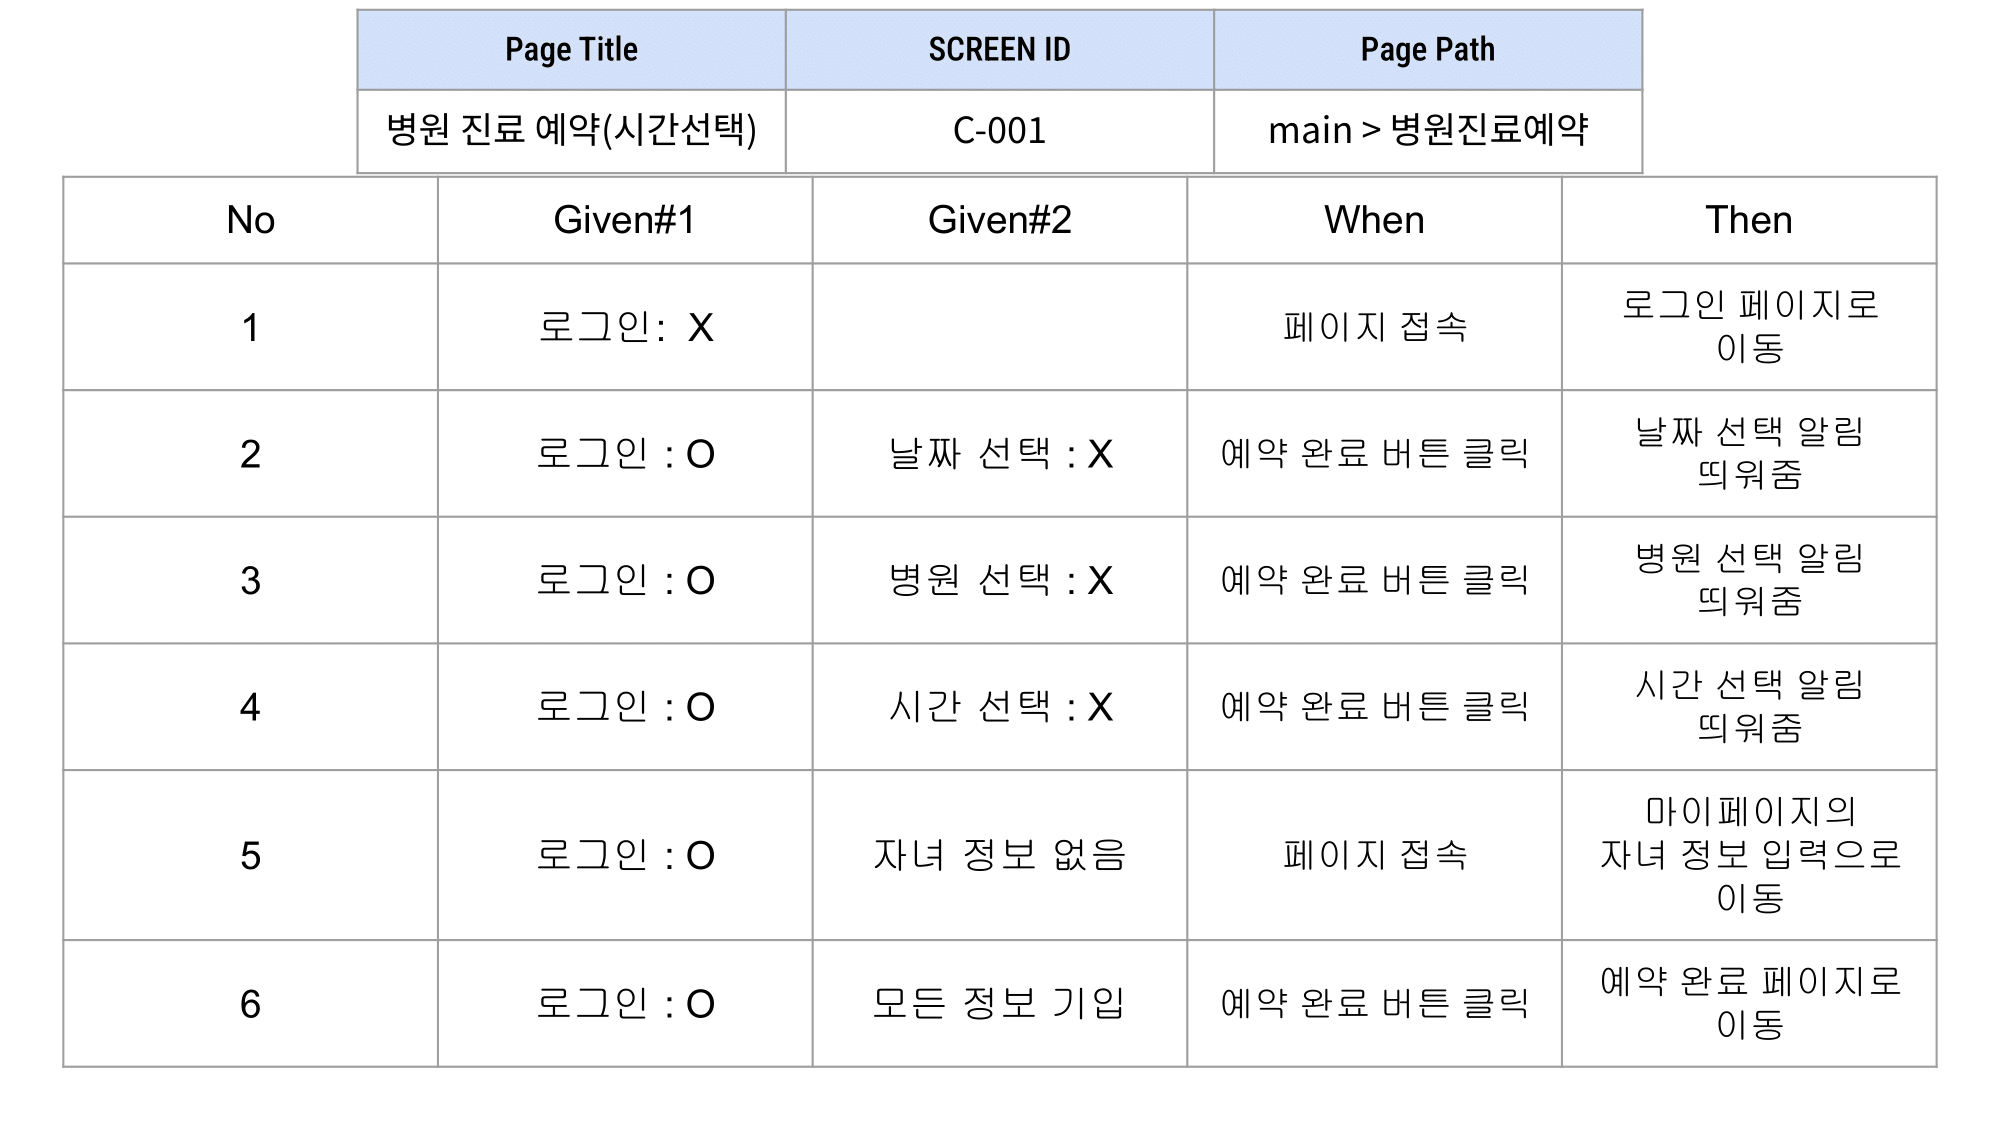 Page Title SCREEN ID Page Path
병원 진료 예약(시간선택) C-001 main > 병원진료예약
No Given#1 Given#2 When Then
1 로그인: X 페이지 접속 로그인 페이지로
이동
2 로그인 : O 날짜 선택 : X 예약 완료 버튼 클릭 날짜 선택 알림
띄워줌
3 로그인 : O 병원 선택 : X 예약 완료 버튼 클릭 병원 선택 알림
띄워줌
4 로그인 : O 시간 선택 : X 예약 완료 버튼 클릭 시간 선택 알림
띄워줌
5 로그인 : O 자녀 정보 없음 페이지 접속 마이페이지의
자녀 정보 입력으로
이동
6 로그인 : O 모든 정보 기입 예약 완료 버튼 클릭 예약 완료 페이지로
이동